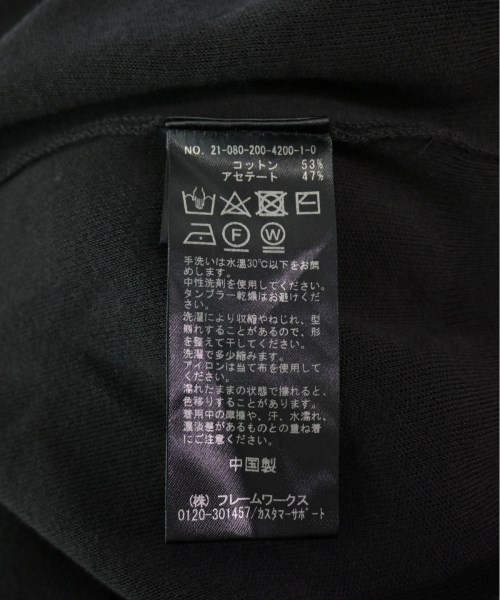 NO. 21-080-200-4200-1-0
コットン 53%
アセテート 47%
F W
手洗いは水温30℃以下をお薦
めします。
中性洗剤を使用してください。
タンブラー乾燥はお避けくだ
さい。
洗濯により収縮やねじれ、型
崩れすることがあるので、形
を整えて干してください。
洗濯で多少縮みます。
アイロンは当て布を使用して
ください。
濡れたままの状態で擦れると、
色移りすることがあります。
着用中の摩擦や、汗、水濡れ、
濃淡差があるものとの重ね着
にご注意ください。
中国製
(株) フレームワークス
0120-301457/カスタマーサポート